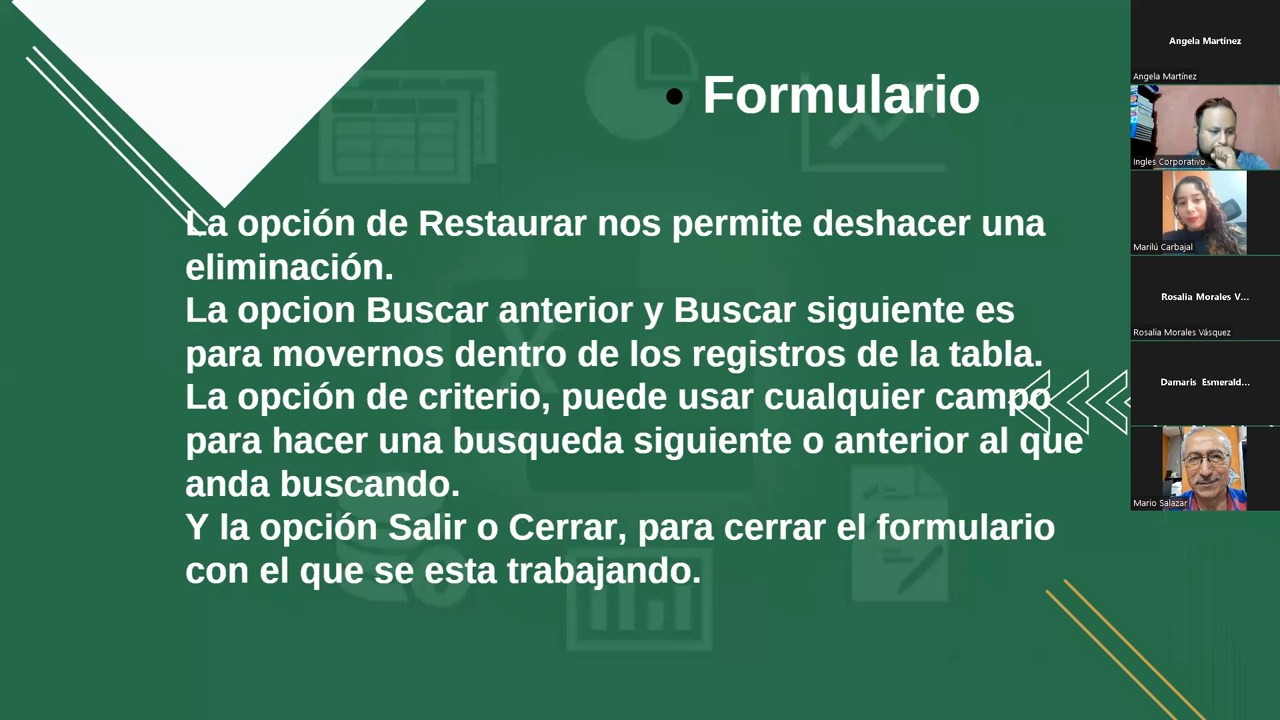 • Formulario
La opción de Restaurar nos permite deshacer una
eliminación.
La opcion Buscar anterior y Buscar siguiente es
para movernos dentro de los registros de la tabla.
La opción de criterio, puede usar cualquier campo
para hacer una busqueda siguiente o anterior al que
anda buscando.
Y la opción Salir o Cerrar, para cerrar el formulario
con el que se esta trabajando.
Angela Martínez
Angela Martínez
Ingles Corporativo
Marilú Carbajal
Rosalia Morales V...
Rosalia Morales Vásquez
Damaris Esmerald...
Mario Salazar